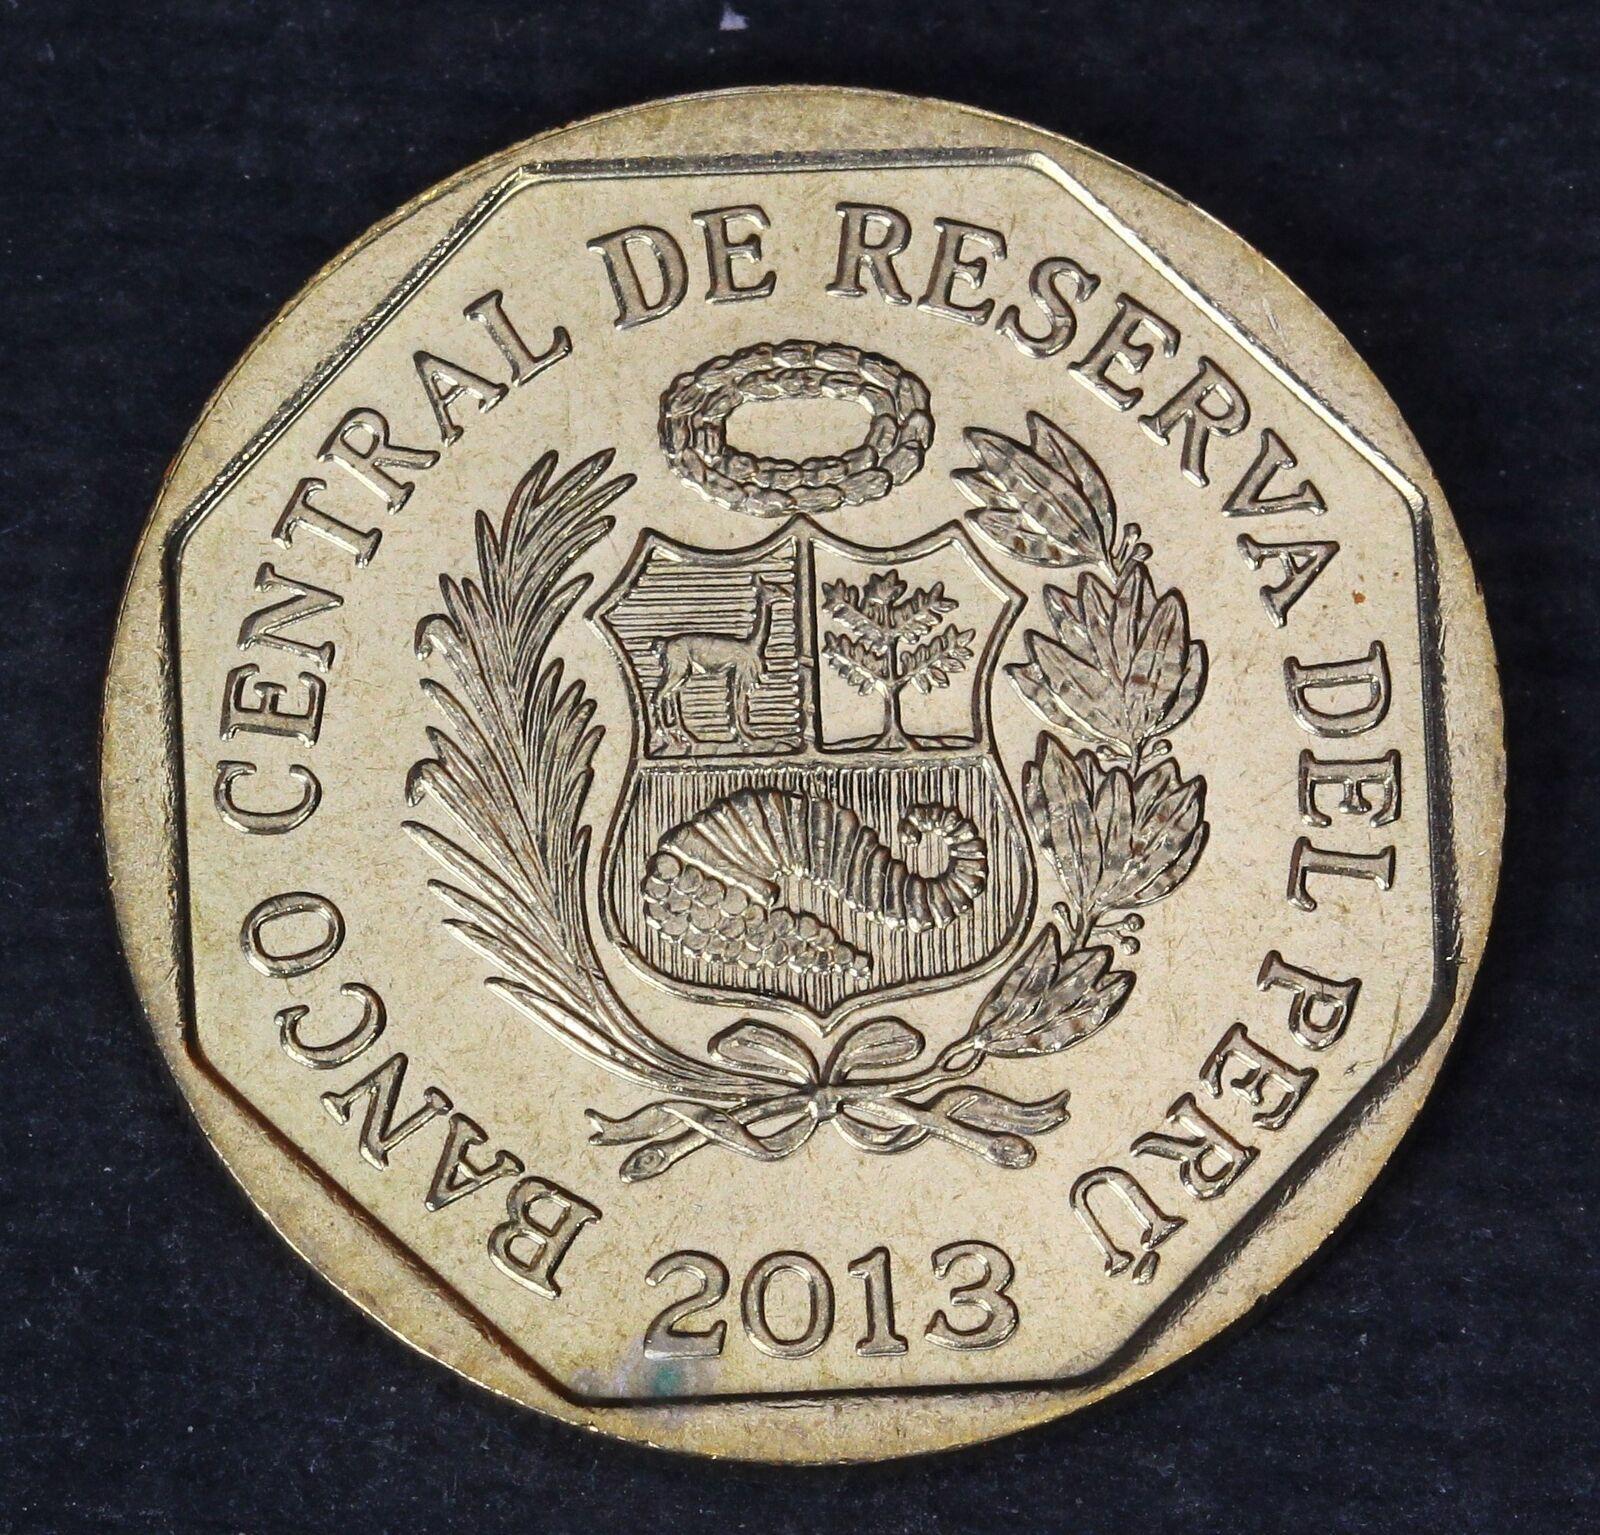 BANCO CENTRAL DE RESERVA DEL PERÚ
2013